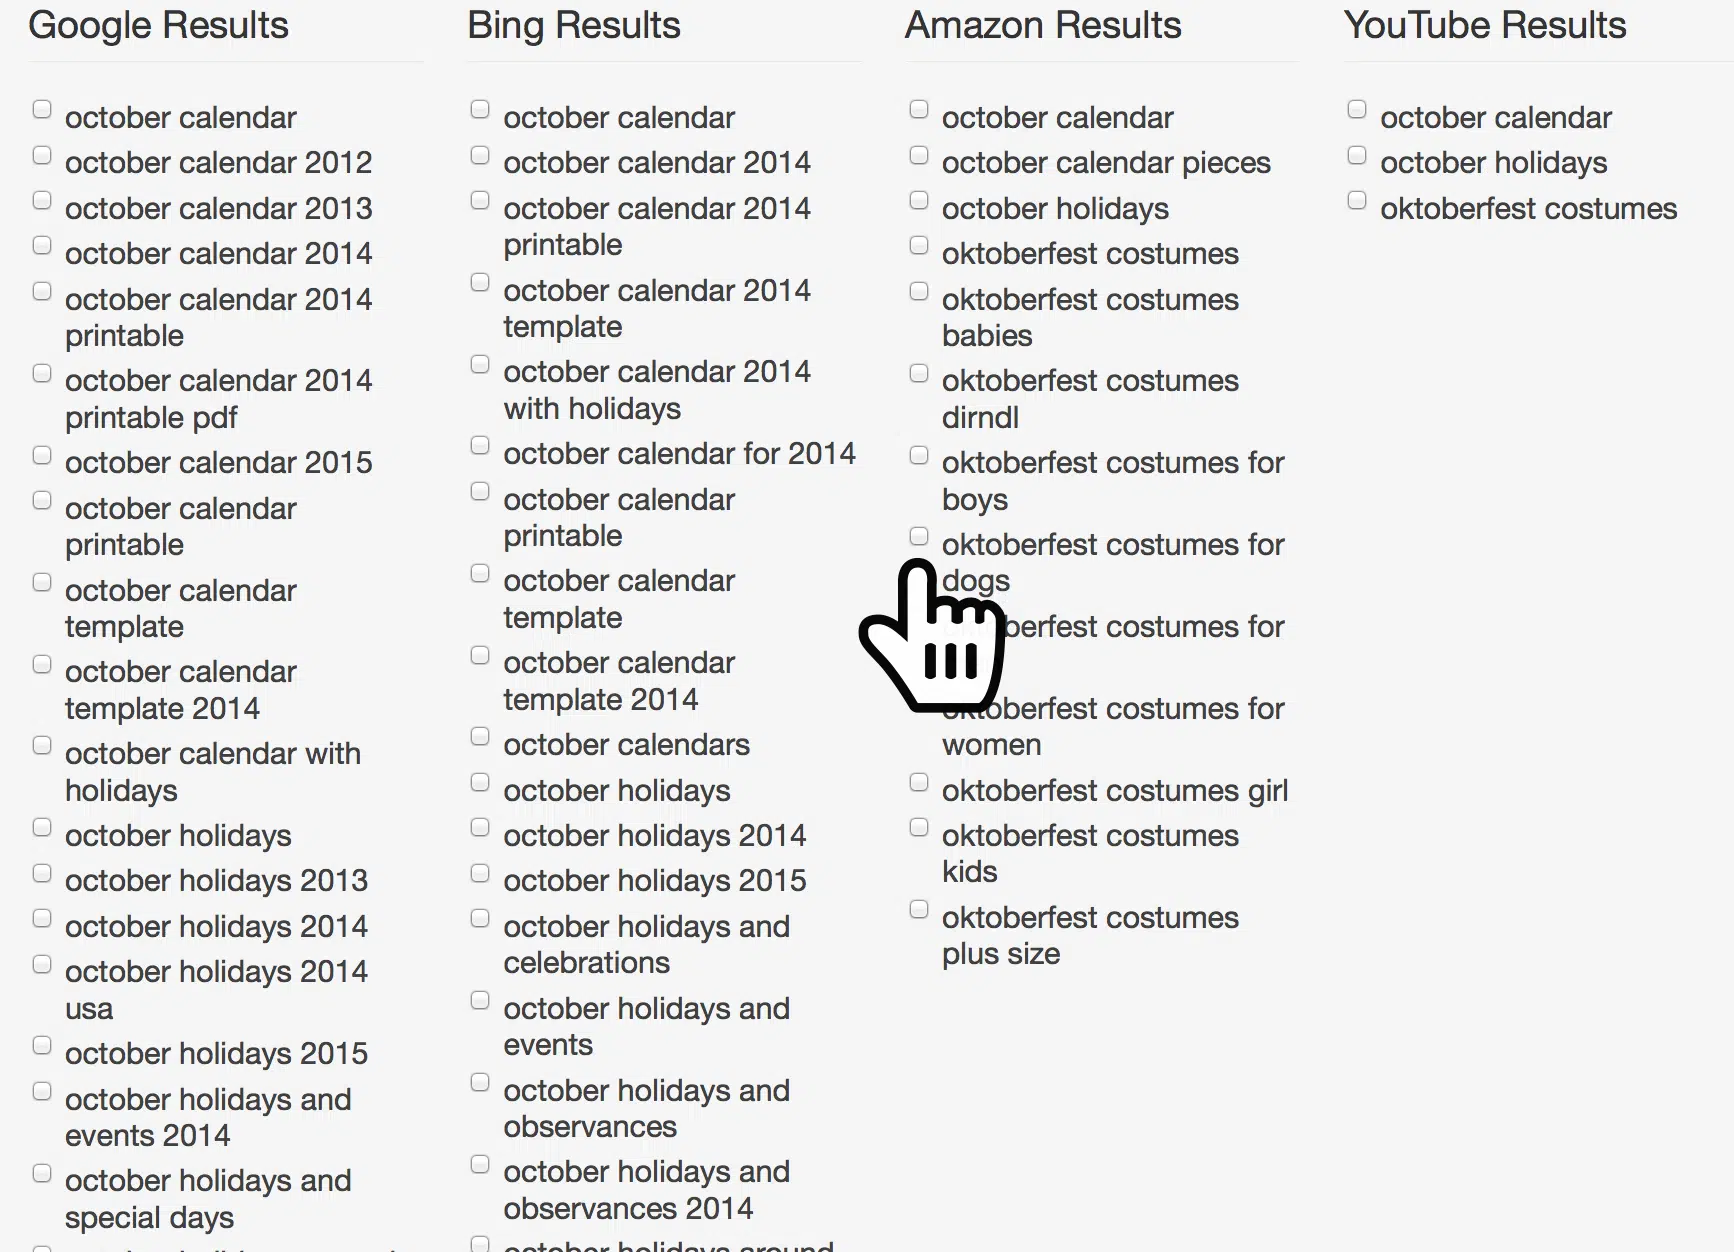 Google Results
october calendar
october calendar 2012
october calendar 2013
october calendar 2014
october calendar 2014
printable
october calendar 2014
printable pdf
october calendar 2015
october calendar
printable
october calendar
template
october calendar
template 2014
october calendar with
holidays
october holidays
october holidays 2013
october holidays 2014
october holidays 2014
usa
october holidays 2015
october holidays and
events 2014
october holidays and
special days
Bing Results
october calendar
october calendar 2014
october calendar 2014
printable
october calendar 2014
template
october calendar 2014
with holidays
october calendar for 2014
october calendar
printable
october calendar
template
october calendar
template 2014
october calendars
october holidays
october holidays 2014
october holidays 2015
october holidays and
celebrations
october holidays and
events
october holidays and
observances
october holidays and
observances 2014
october holidays around
Amazon Results
october calendar
october calendar pieces
october holidays
oktoberfest costumes
oktoberfest costumes
babies
oktoberfest costumes
dirndl
oktoberfest costumes for
boys
oktoberfest costumes for
dogs
oktoberfest costumes for
oktoberfest costumes for
women
oktoberfest costumes girl
oktoberfest costumes
kids
oktoberfest costumes
plus size
YouTube Results
october calendar
october holidays
oktoberfest costumes